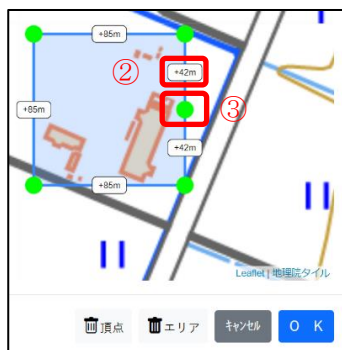 +85m
② +42m
+85m ③
+42m
+85m
Leaflet | 地理院タイル
頂点 エリア キャンセル O K